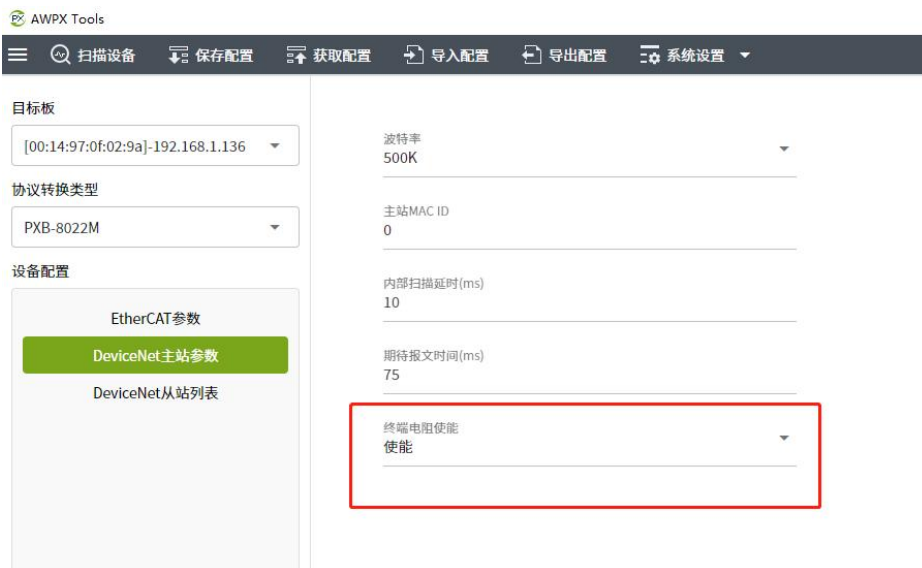 AWPX Tools
扫描设备 保存配置 获取配置 导入配置 导出配置 系统设置
目标板
[00:14:97:0f:02:9a]-192.168.1.136
协议转换类型
PXB-8022M
设备配置
EtherCAT参数
DeviceNet主站参数
DeviceNet从站列表
波特率
500K
主站MAC ID
0
内部扫描延时(ms)
10
期待报文时间(ms)
75
终端电阻使能
使能